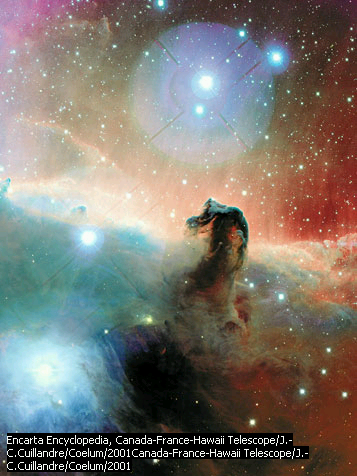 Encarta Encyclopedia, Canada-France-Hawaii Telescope/J.-
C.Cuillandre/Coelum/2001Canada-France-Hawaii Telescope/J.-
C.Cuillandre/Coelum/2001